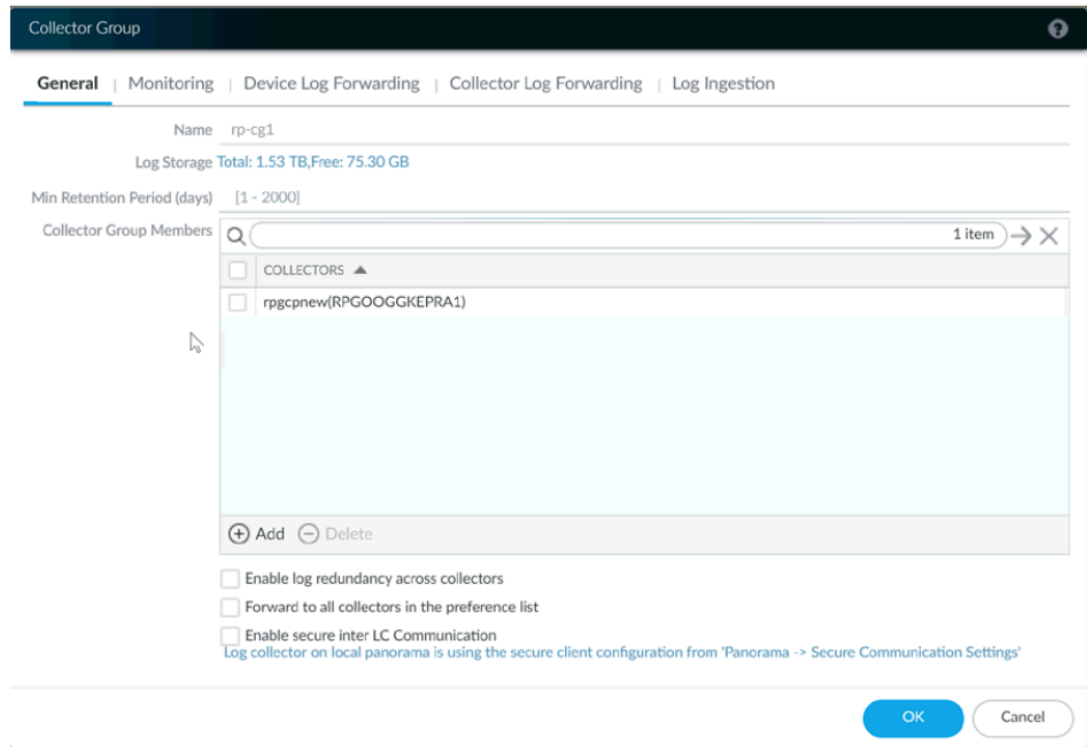 Collector Group
General | Monitoring | Device Log Forwarding | Collector Log Forwarding | Log Ingestion
Name rp-cg1
Log Storage Total: 1.53 TB,Free: 75.30 GB
Min Retention Period (days) [1 - 2000]
Collector Group Members 1 item
COLLECTORS
rpgcpnew(RPGOOGGKEPRA1)
Add Delete
Enable log redundancy across collectors
Forward to all collectors in the preference list
Enable secure inter LC Communication
Log collector on local panorama is using the secure client configuration from 'Panorama -> Secure Communication Settings'
OK Cancel